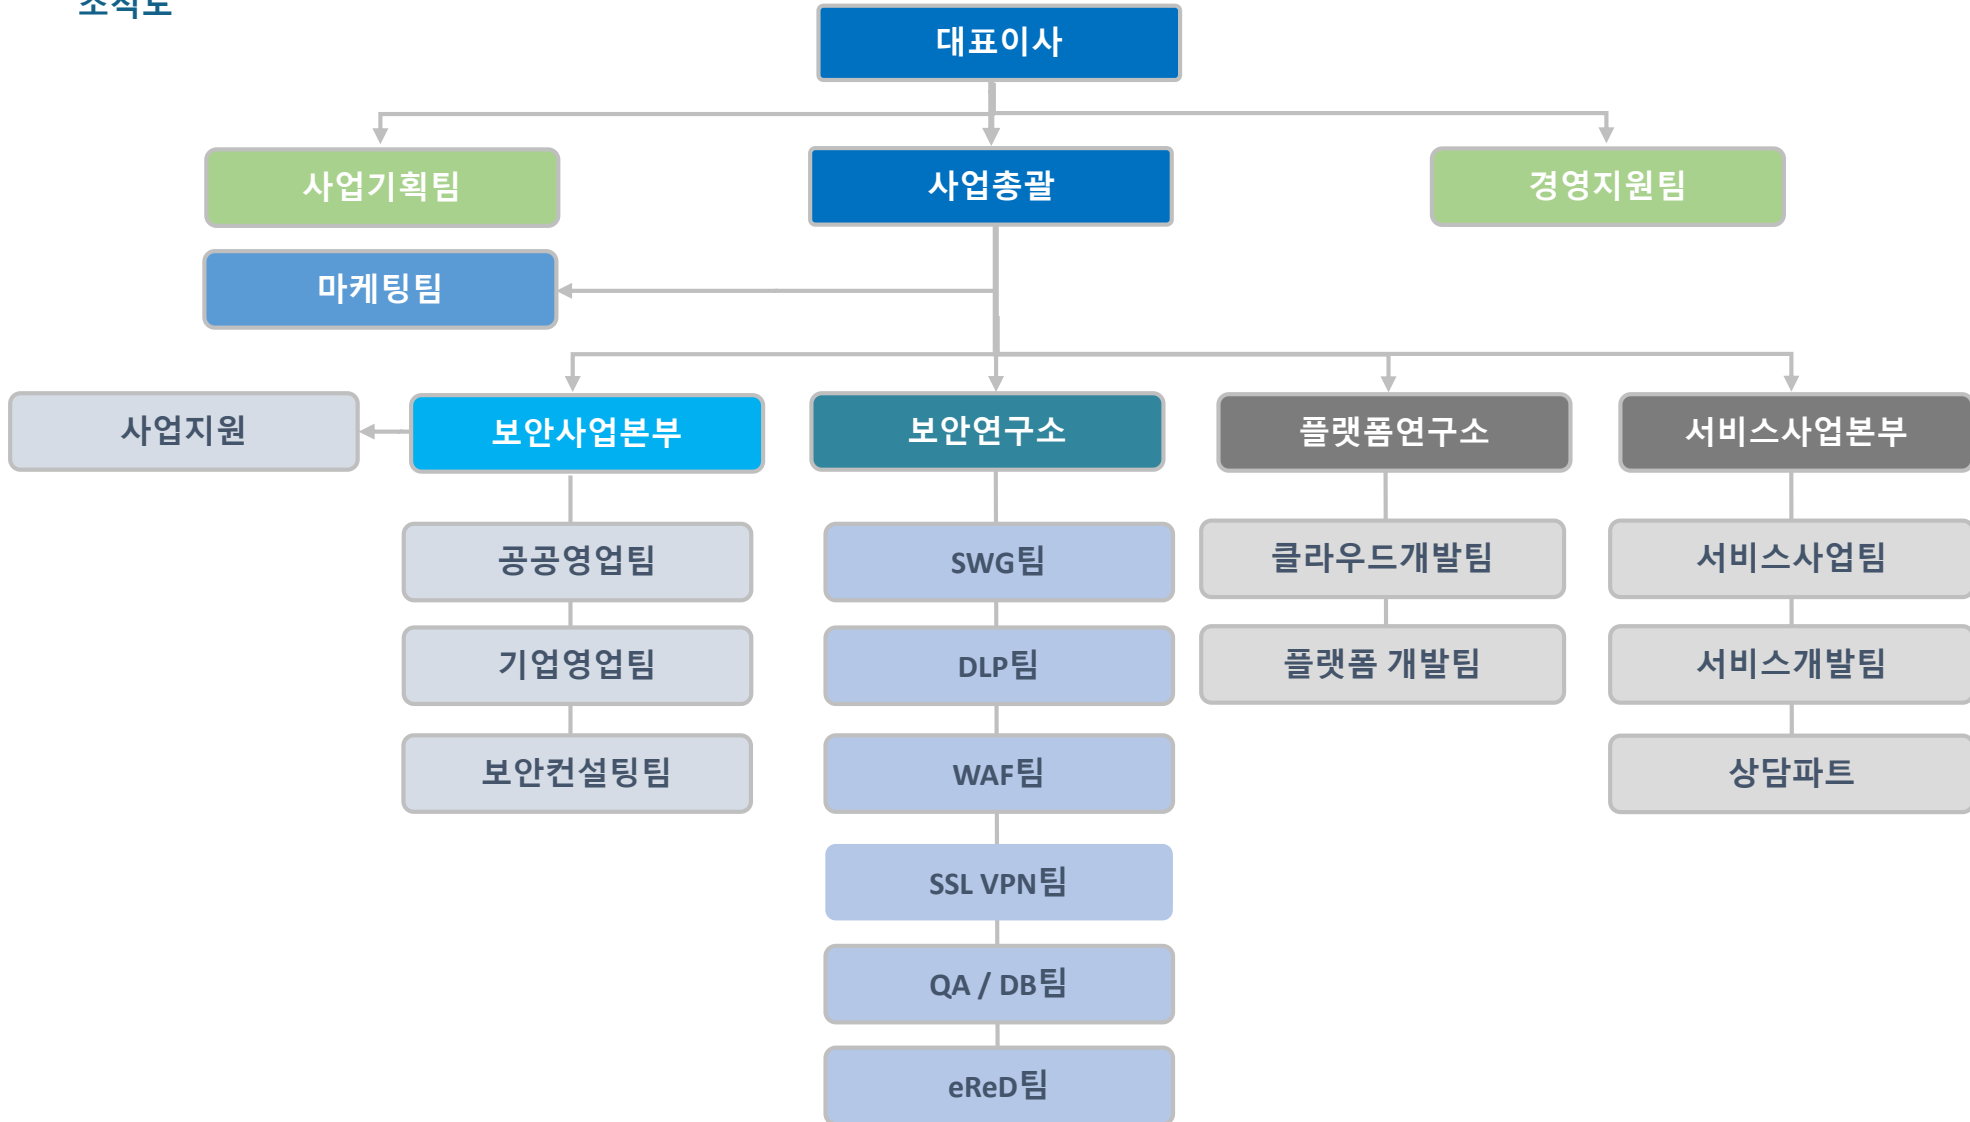 조직도
대표이사
사업기획팀
사업총괄
경영지원팀
마케팅팀
사업지원
보안사업본부
보안연구소
플랫폼연구소
서비스사업본부
공공영업팀
SWG팀
클라우드개발팀
서비스사업팀
기업영업팀
DLP팀
플랫폼 개발팀
서비스개발팀
보안컨설팅팀
WAF팀
상담파트
SSL VPN팀
QA / DB팀
eReD팀